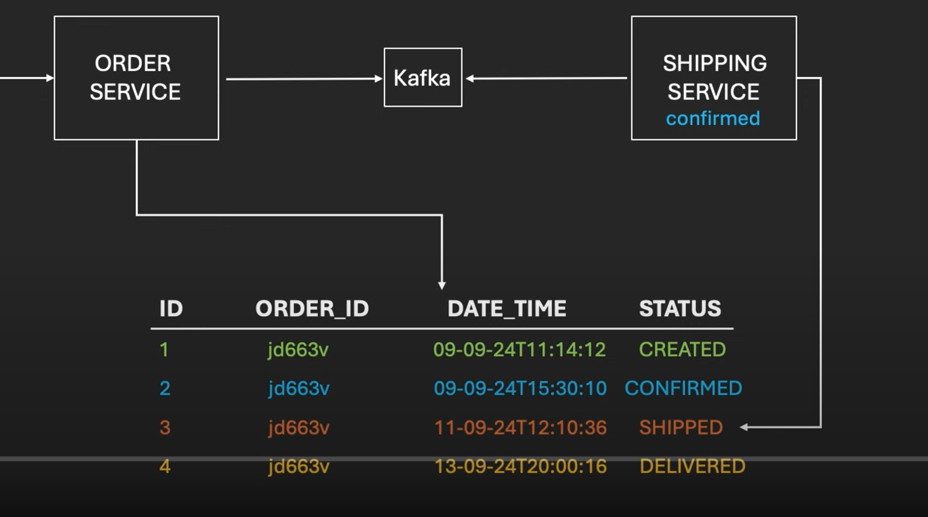 ORDER
SERVICE
Kafka
SHIPPING
SERVICE
confirmed
ID ORDER_ID DATE_TIME STATUS
1 jd663v 09-09-24T11:14:12 CREATED
2 jd663v 09-09-24T15:30:10 CONFIRMED
3 jd663v 11-09-24T12:10:36 SHIPPED
4 jd663v 13-09-24T20:00:16 DELIVERED